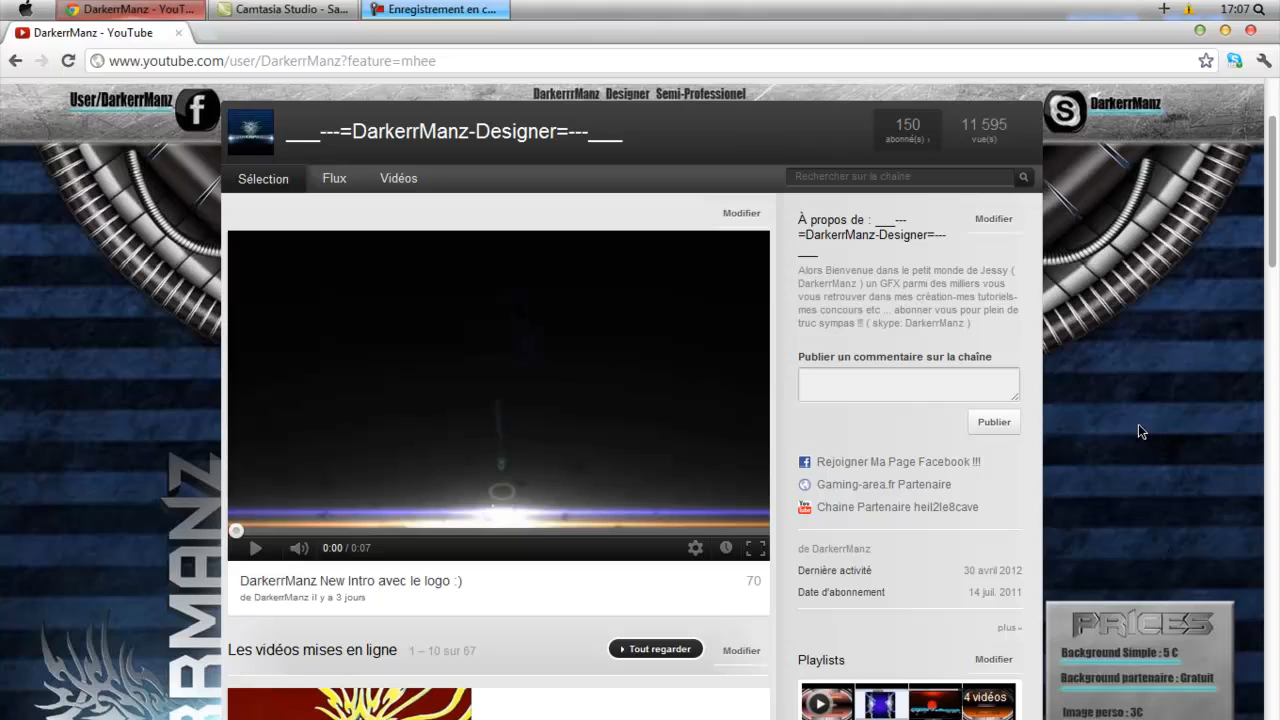 DarkerrManz - YouT...
Camtasia Studio - Sa...
Enregistrement en c...
17:07
DarkerrManz - YouTube
www.youtube.com/user/DarkerrManz?feature=mhee
User/DarkerrManz
DarkerrrManz Designer Semi-Professionel
DarkerrManz
___---=DarkerrManz-Designer=---___
150
abonné(s) ›
11 595
vue(s)
Sélection
Flux
Vidéos
Rechercher sur la chaîne
Modifier
0:00 / 0:07
DarkerrManz New Intro avec le logo :)
70
de DarkerrManz il y a 3 jours
Les vidéos mises en ligne
1 – 10 sur 67
Tout regarder
Modifier
À propos de : ___---
=DarkerrManz-Designer=---
___
Modifier
Alors Bienvenue dans le petit monde de Jessy (
DarkerrManz ) un GFX parmi des milliers vous
vous retrouver dans mes création-mes tutoriels-
mes concours etc ... abonner vous pour plein de
truc sympas !!! ( skype: DarkerrManz )
Publier un commentaire sur la chaîne
Publier
Rejoigner Ma Page Facebook !!!
Gaming-area.fr Partenaire
You Tube
Chaine Partenaire heil2le8cave
de DarkerrManz
Dernière activité
30 avril 2012
Date d'abonnement
14 juil. 2011
plus
Playlists
Modifier
4 vidéos
RMANZ
PRICES
Background Simple : 5 €
Background partenaire : Gratuit
Image perso : 3€